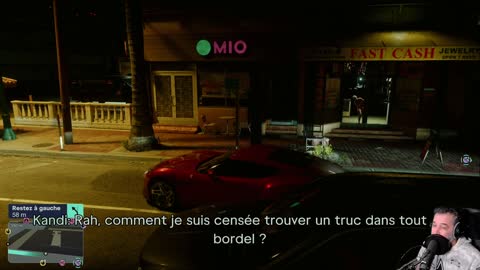 MIO
FAST CASH
JEWELRY
Restez à gauche
58 m
Kandi: Rah, comment je suis censée trouver un truc dans tout
bordel ?